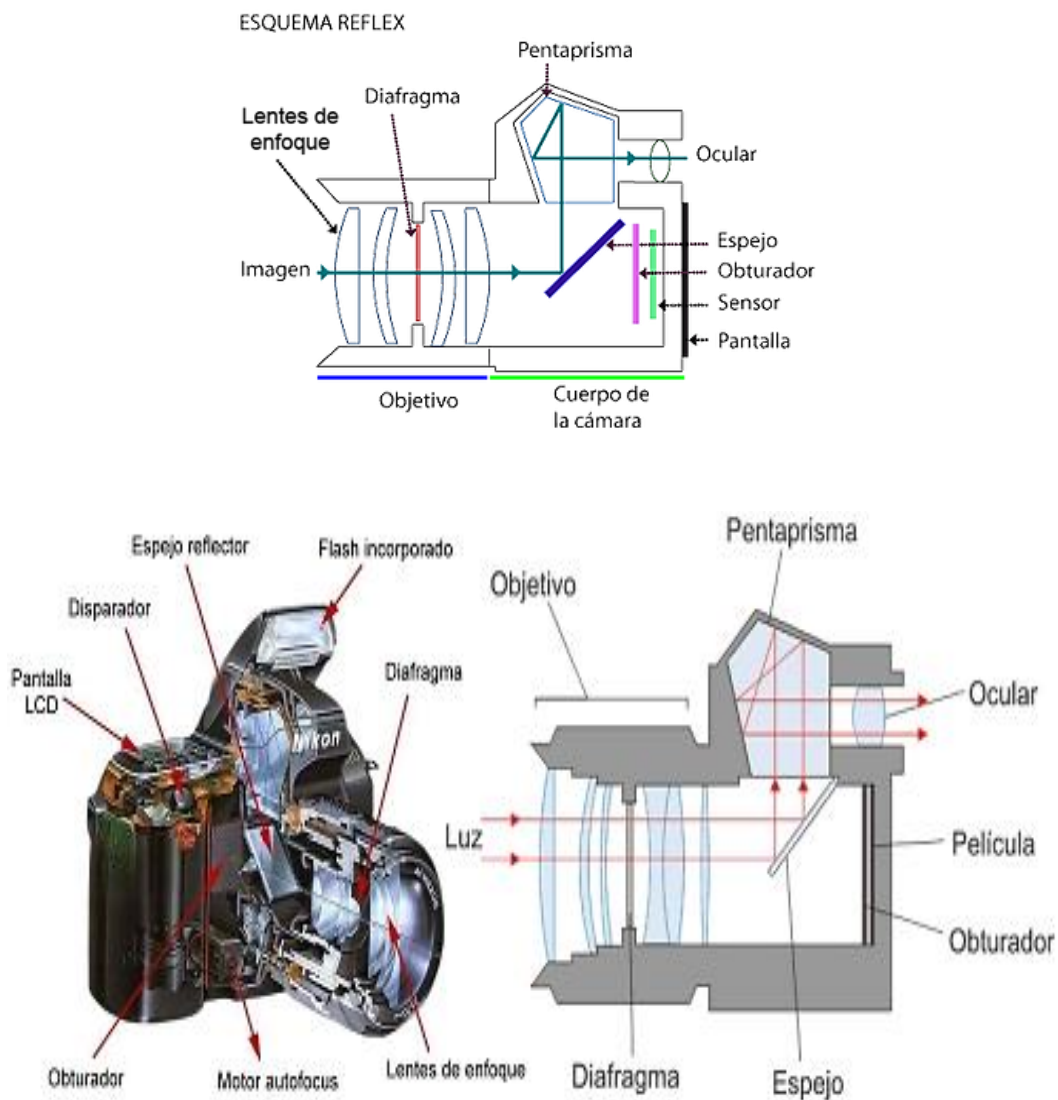 ESQUEMA REFLEX
Pentaprisma
Diafragma
Lentes de
enfoque
Ocular
Imagen
Espejo
Obturador
Sensor
Pantalla
Objetivo
Cuerpo de
la cámara
Espejo reflector
Flash incorporado
Disparador
Diafragma
Pantalla
LCD
Nikon
Obturador
Motor autofocus
Lentes de enfoque
Pentaprisma
Objetivo
Ocular
Luz
Película
Obturador
Diafragma
Espejo